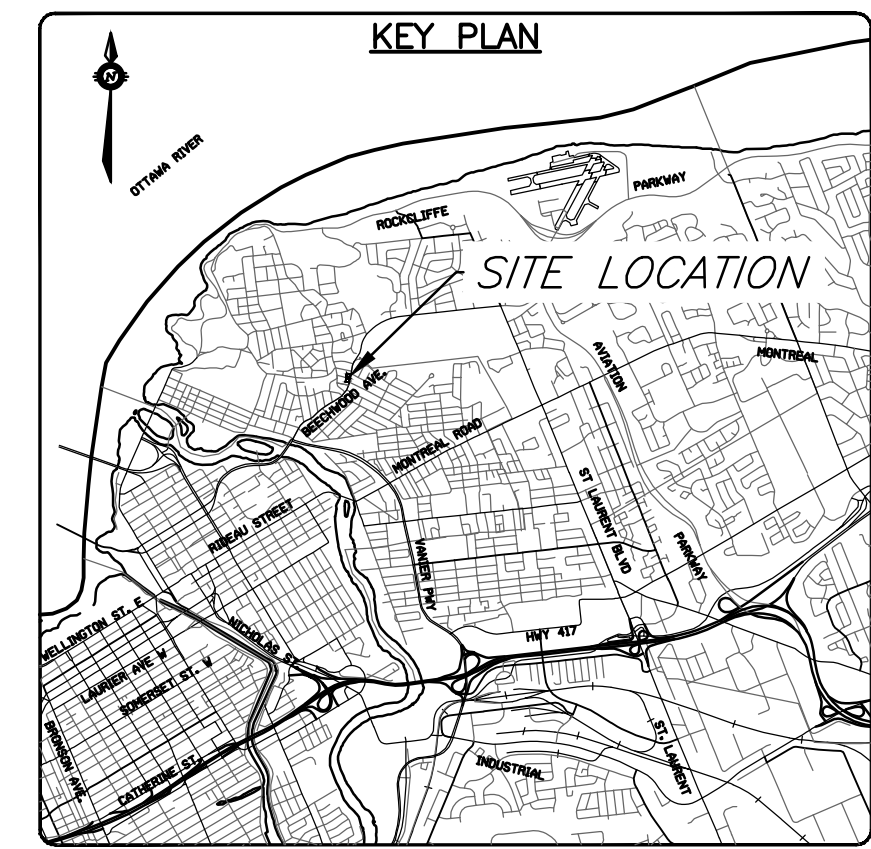 KEY PLAN
N
OTTAWA RIVER
PARKWAY
ROCKCLIFFE
SITE LOCATION
AVIATION
MONTREAL
BEECHWOOD AVE.
MONTREAL ROAD
ST LAURENT BLVD
RIDEAU STREET
PARKWAY
VANIER PWY
WELLINGTON ST. E
NICHOLAS ST
HWY 417
LAURIER AVE W
SOMERSET ST. W
BRONSON AVE.
ST. LAURENT
CATHERINE ST.
INDUSTRIAL